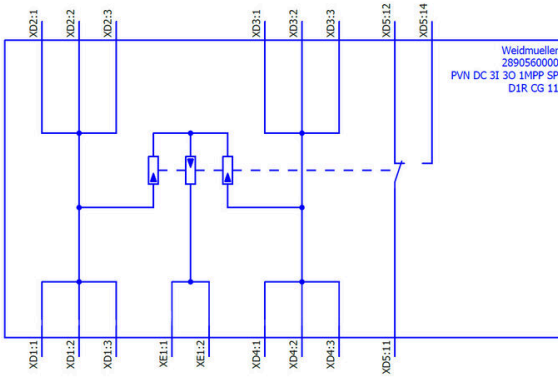 XD2:1
XD2:2
XD2:3
XD3:1
XD3:2
XD3:3
XD5:12
XD5:14
Weidmueller
2890560000
PVN DC 3I 3O 1MPP SP
D1R CG 11
XD1:1
XD1:2
XD1:3
XE1:1
XE1:2
XD4:1
XD4:2
XD4:3
XD5:11